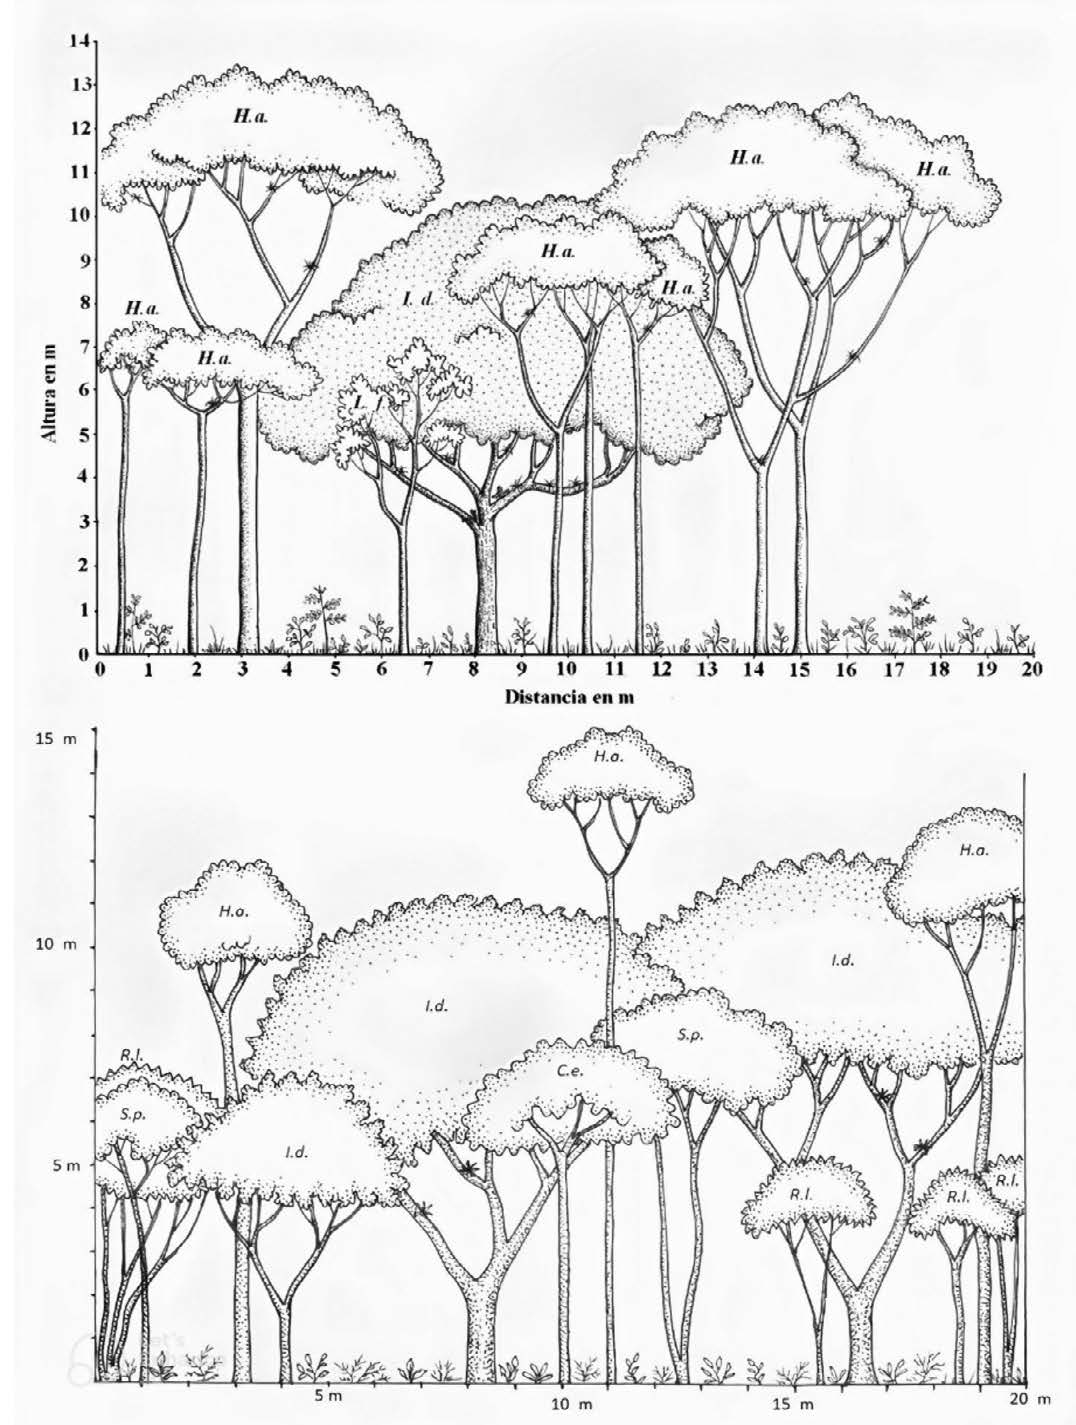 14
13
H. a.
12
H. a.
H. a.
11
10
9
H. a.
H. a.
I. d.
8
H. a.
7
H. a.
6
5
4
3
2
1
0
Altura en m
0 1 2 3 4 5 6 7 8 9 10 11 12 13 14 15 16 17 18 19 20
Distancia en m
15 m
H.a.
H.a.
H.a.
10 m
I.d.
I.d.
S.p.
R.l.
C.e.
S.p.
I.d.
5 m
R.l.
R.l.
R.l.
5 m
10 m
15 m
20 m